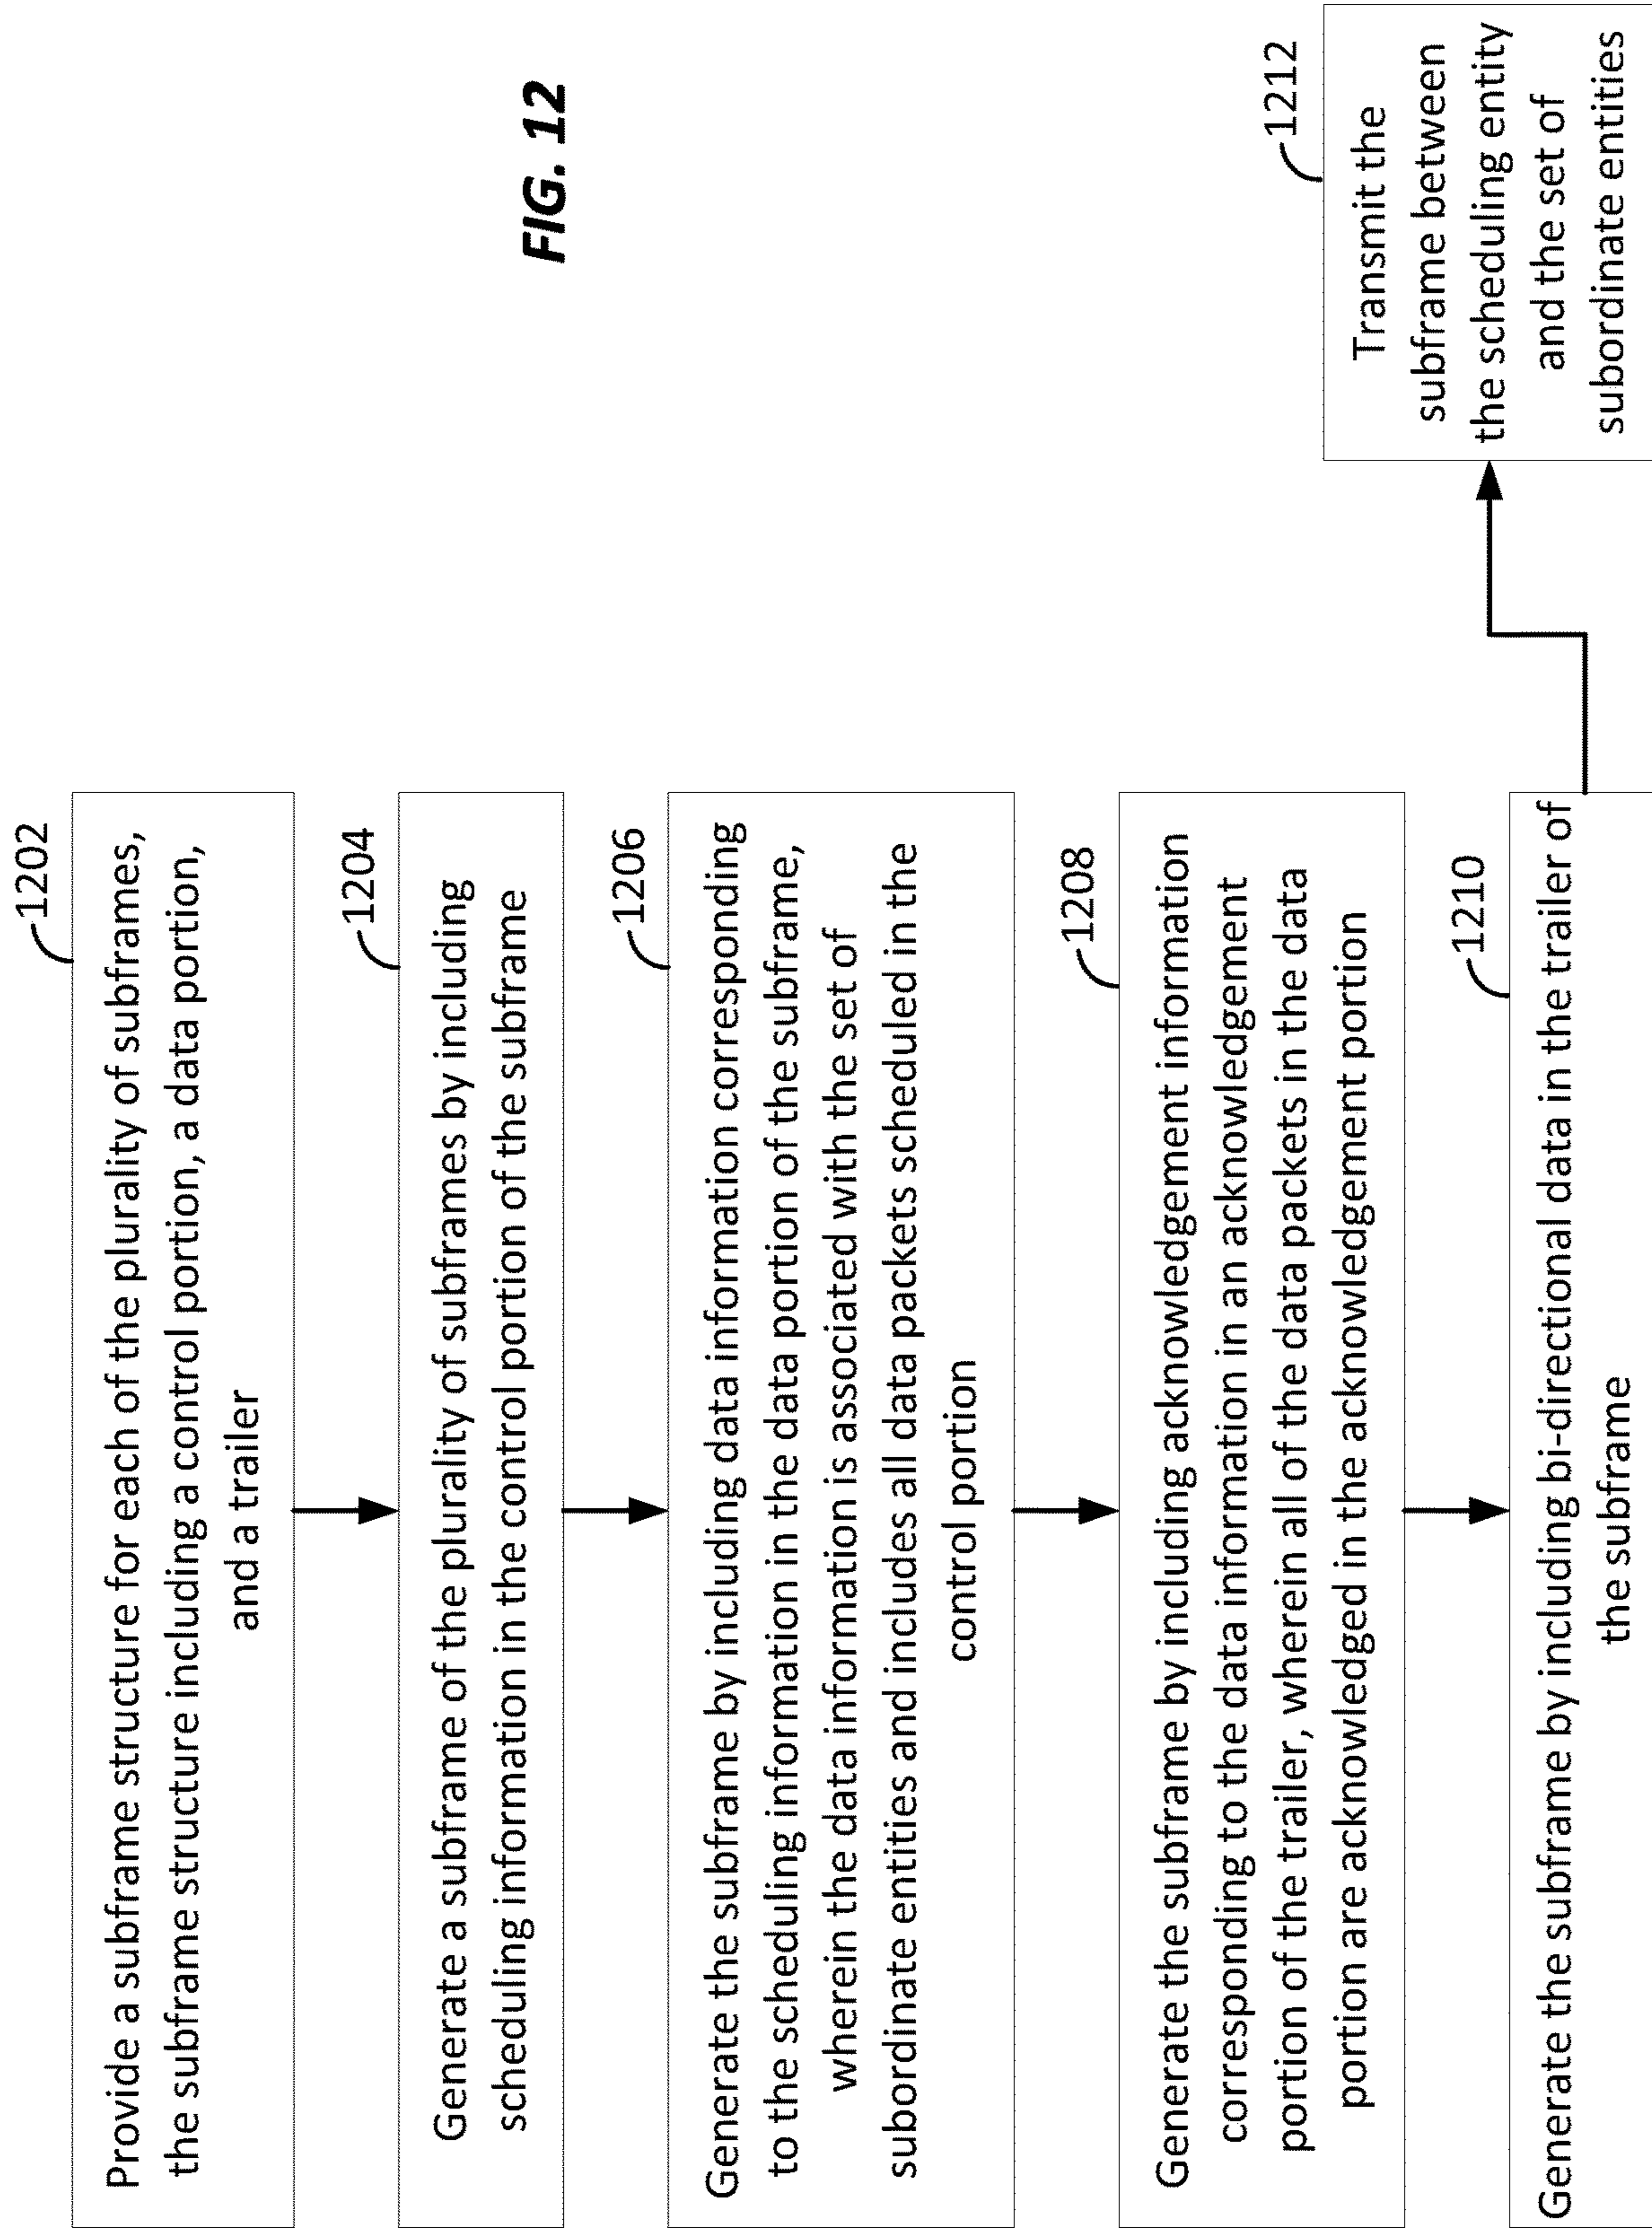 1202
Provide a subframe structure for each of the plurality of subframes,
the subframe structure including a control portion, a data portion,
and a trailer
1204
Generate a subframe of the plurality of subframes by including
scheduling information in the control portion of the subframe
1206
Generate the subframe by including data information corresponding
to the scheduling information in the data portion of the subframe,
wherein the data information is associated with the set of
subordinate entities and includes all data packets scheduled in the
control portion
1208
Generate the subframe by including acknowledgement information
corresponding to the data information in an acknowledgement
portion of the trailer, wherein all of the data packets in the data
portion are acknowledged in the acknowledgement portion
1210
Generate the subframe by including bi-directional data in the trailer of
the subframe
1212
Transmit the
subframe between
the scheduling entity
and the set of
subordinate entities
FIG. 12